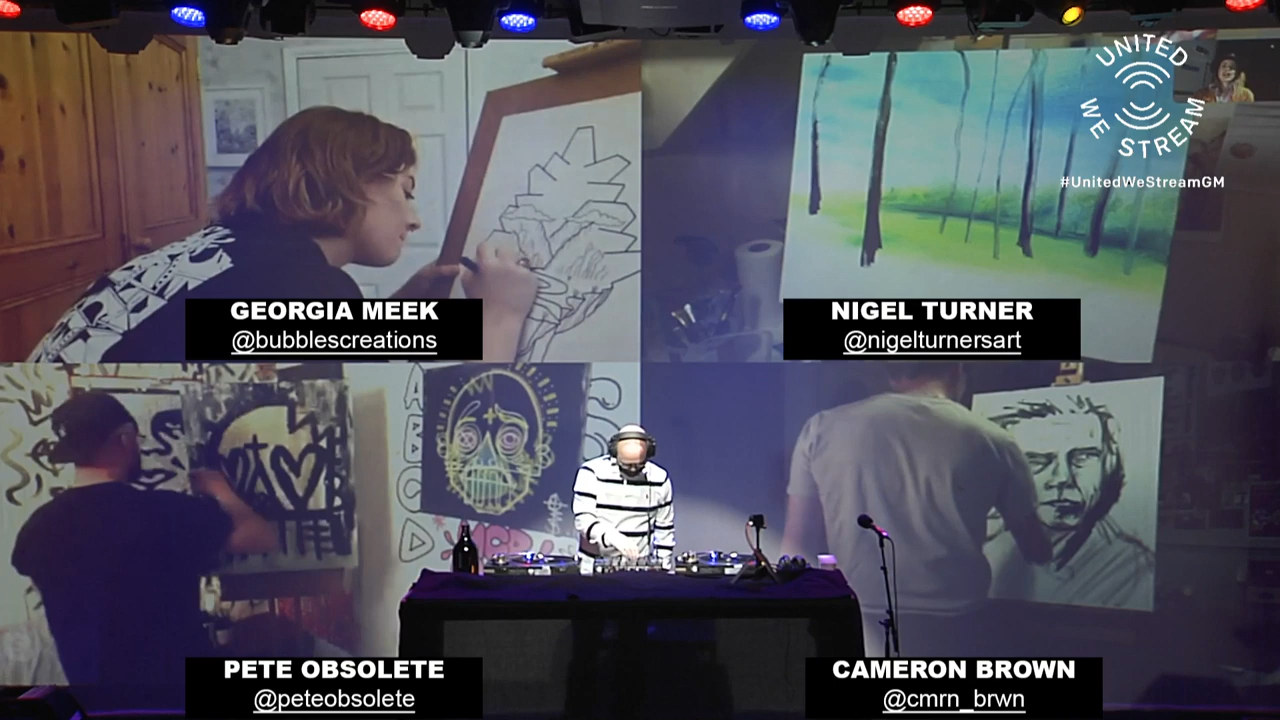 UNITED
WE STREAM
#UnitedWeStreamGM
GEORGIA MEEK
@bubblescreations
NIGEL TURNER
@nigelturnersart
PETE OBSOLETE
@peteobsolete
CAMERON BROWN
@cmrn_brwn